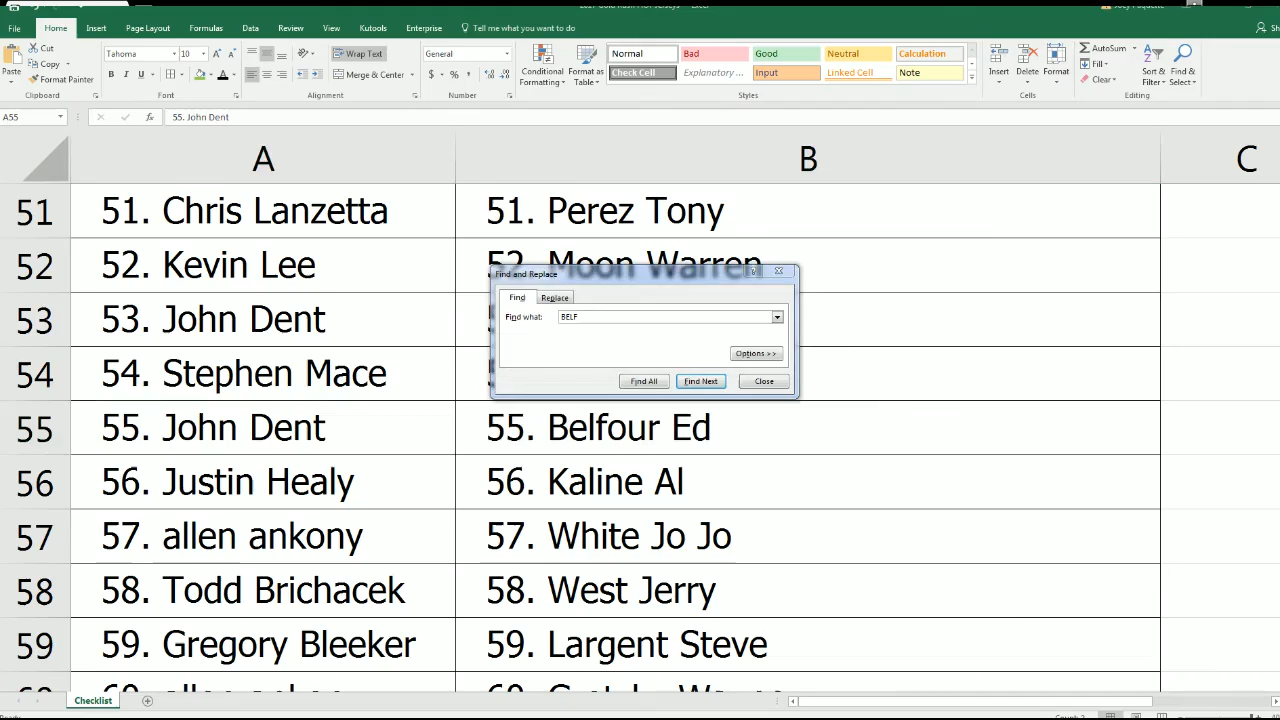 File Home Insert Page Layout Formulas Data Review View Kutools Enterprise Tell me what you want to do
Cut
Copy
Format Painter
Paste
Clipboard
Tahoma 10
B I U
Font
Wrap Text
Merge & Center
Alignment
General
$ % ,
Number
Conditional Formatting
Format as Table
Normal Bad Good Neutral Calculation
Check Cell Explanatory ... Input Linked Cell Note
Styles
Insert Delete Format
Cells
AutoSum
Fill
Clear
Sort & Filter
Find & Select
Editing
A55 fx 55. John Dent
A B C
51 51. Chris Lanzetta 51. Perez Tony
52 52. Kevin Lee 52. Moon Warren
53 53. John Dent
54 54. Stephen Mace
55 55. John Dent 55. Belfour Ed
56 56. Justin Healy 56. Kaline Al
57 57. allen ankony 57. White Jo Jo
58 58. Todd Brichacek 58. West Jerry
59 59. Gregory Bleeker 59. Largent Steve
Find and Replace
Find Replace
Find what: BELF
Options >>
Find All Find Next Close
Checklist